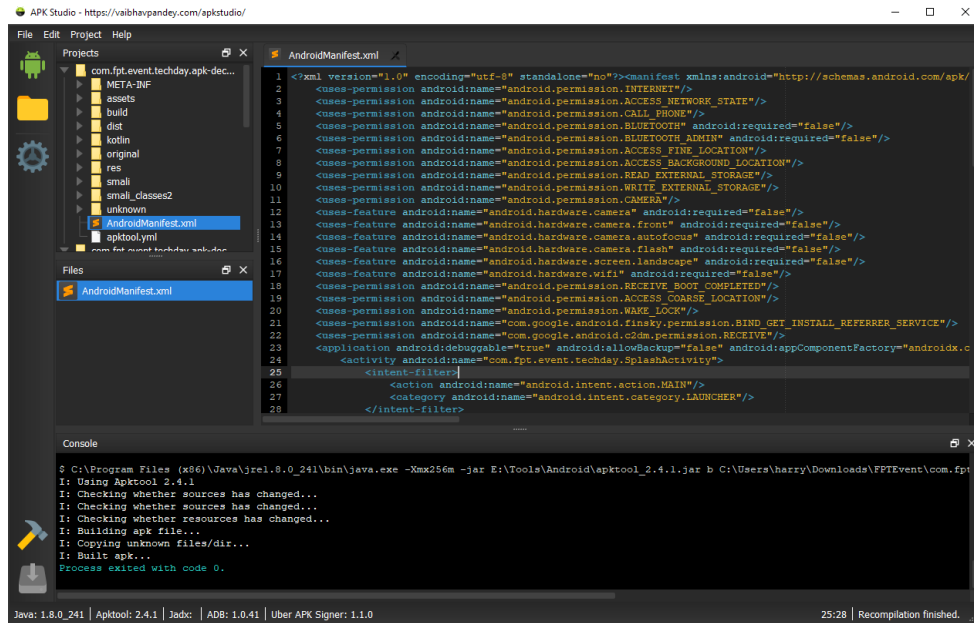 APK Studio - https://vaibhavpandey.com/apkstudio/
File Edit Project Help
Projects
com.fpt.event.techday.apk-dec...
META-INF
assets
build
dist
kotlin
original
res
smali
smali_classes2
unknown
AndroidManifest.xml
apktool.yml
com.fpt.event.techday.apk-dec
Files
AndroidManifest.xml
AndroidManifest.xml
1 <?xml version="1.0" encoding="utf-8" standalone="no"?><manifest xmlns:android="http://schemas.android.com/apk/
2 <uses-permission android:name="android.permission.INTERNET"/>
3 <uses-permission android:name="android.permission.ACCESS_NETWORK_STATE"/>
4 <uses-permission android:name="android.permission.CALL_PHONE"/>
5 <uses-permission android:name="android.permission.BLUETOOTH" android:required="false"/>
6 <uses-permission android:name="android.permission.BLUETOOTH_ADMIN" android:required="false"/>
7 <uses-permission android:name="android.permission.ACCESS_FINE_LOCATION"/>
8 <uses-permission android:name="android.permission.ACCESS_BACKGROUND_LOCATION"/>
9 <uses-permission android:name="android.permission.READ_EXTERNAL_STORAGE"/>
10 <uses-permission android:name="android.permission.WRITE_EXTERNAL_STORAGE"/>
11 <uses-permission android:name="android.permission.CAMERA"/>
12 <uses-feature android:name="android.hardware.camera" android:required="false"/>
13 <uses-feature android:name="android.hardware.camera.front" android:required="false"/>
14 <uses-feature android:name="android.hardware.camera.autofocus" android:required="false"/>
15 <uses-feature android:name="android.hardware.camera.flash" android:required="false"/>
16 <uses-feature android:name="android.hardware.screen.landscape" android:required="false"/>
17 <uses-feature android:name="android.hardware.wifi" android:required="false"/>
18 <uses-permission android:name="android.permission.RECEIVE_BOOT_COMPLETED"/>
19 <uses-permission android:name="android.permission.ACCESS_COARSE_LOCATION"/>
20 <uses-permission android:name="android.permission.WAKE_LOCK"/>
21 <uses-permission android:name="com.google.android.finsky.permission.BIND_GET_INSTALL_REFERRER_SERVICE"/>
22 <uses-permission android:name="com.google.android.c2dm.permission.RECEIVE"/>
23 <application android:debuggable="true" android:allowBackup="false" android:appComponentFactory="androidx.c
24 <activity android:name="com.fpt.event.techday.SplashActivity">
25 <intent-filter>
26 <action android:name="android.intent.action.MAIN"/>
27 <category android:name="android.intent.category.LAUNCHER"/>
28 </intent-filter>
Console
$ C:\Program Files (x86)\Java\jre1.8.0_241\bin\java.exe -Xmx256m -jar E:\Tools\Android\apktool_2.4.1.jar b C:\Users\harry\Downloads\FPTEvent\com.fpt
I: Using Apktool 2.4.1
I: Checking whether sources has changed...
I: Checking whether sources has changed...
I: Checking whether resources has changed...
I: Building apk file...
I: Copying unknown files/dir...
I: Built apk...
Process exited with code 0.
Java: 1.8.0_241 | Apktool: 2.4.1 | Jadx: | ADB: 1.0.41 | Uber APK Signer: 1.1.0
25:28 | Recompilation finished.